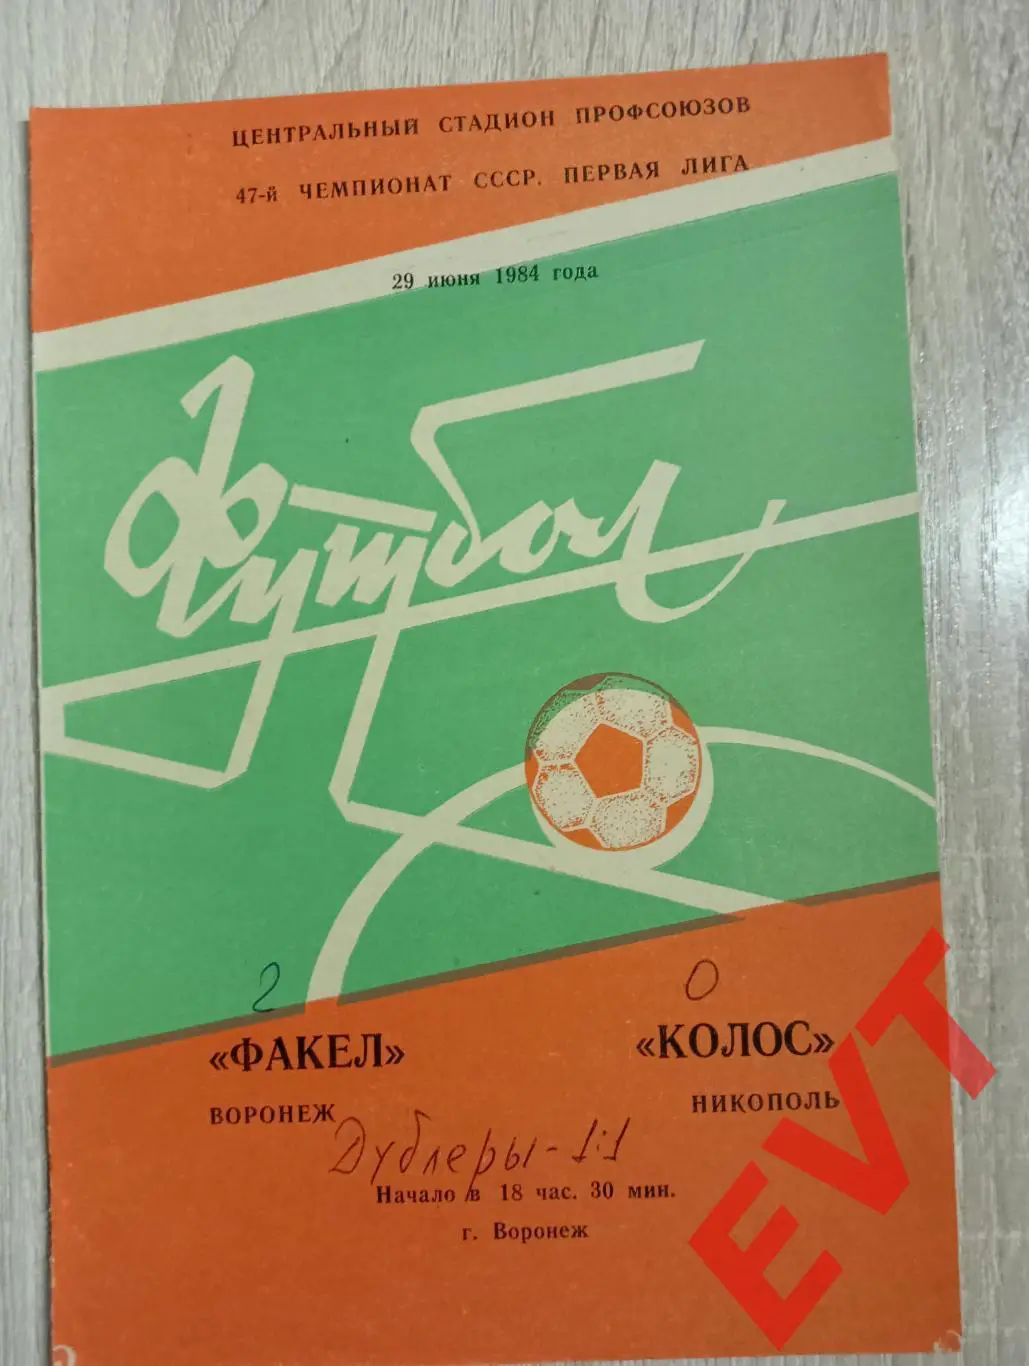 ЦЕНТРАЛЬНЫЙ СТАДИОН ПРОФСОЮЗОВ
47-й ЧЕМПИОНАТ СССР. ПЕРВАЯ ЛИГА
29 июня 1984 года
Футбол
2 0
«ФАКЕЛ» «КОЛОС»
ВОРОНЕЖ НИКОПОЛЬ
Дублеры - 1:1
Начало в 18 час. 30 мин.
г. Воронеж
EVT